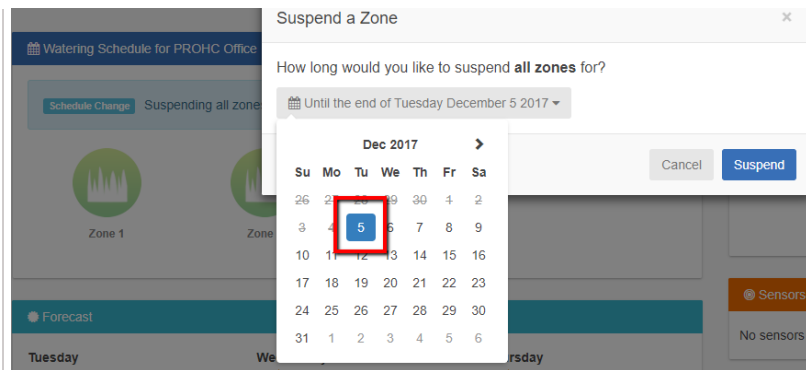 Suspend a Zone ×
Watering Schedule for PROHC Office
How long would you like to suspend all zones for?
Until the end of Tuesday December 5 2017
Schedule Change Suspending all zone
Cancel Suspend
Dec 2017
Su Mo Tu We Th Fr Sa
26 27 28 29 30 1 2
3 4 5 6 7 8 9
10 11 12 13 14 15 16
17 18 19 20 21 22 23
24 25 26 27 28 29 30
31 1 2 3 4 5 6
Zone 1
Zone
Forecast
Sensors
Tuesday
We
rsday
No sensors